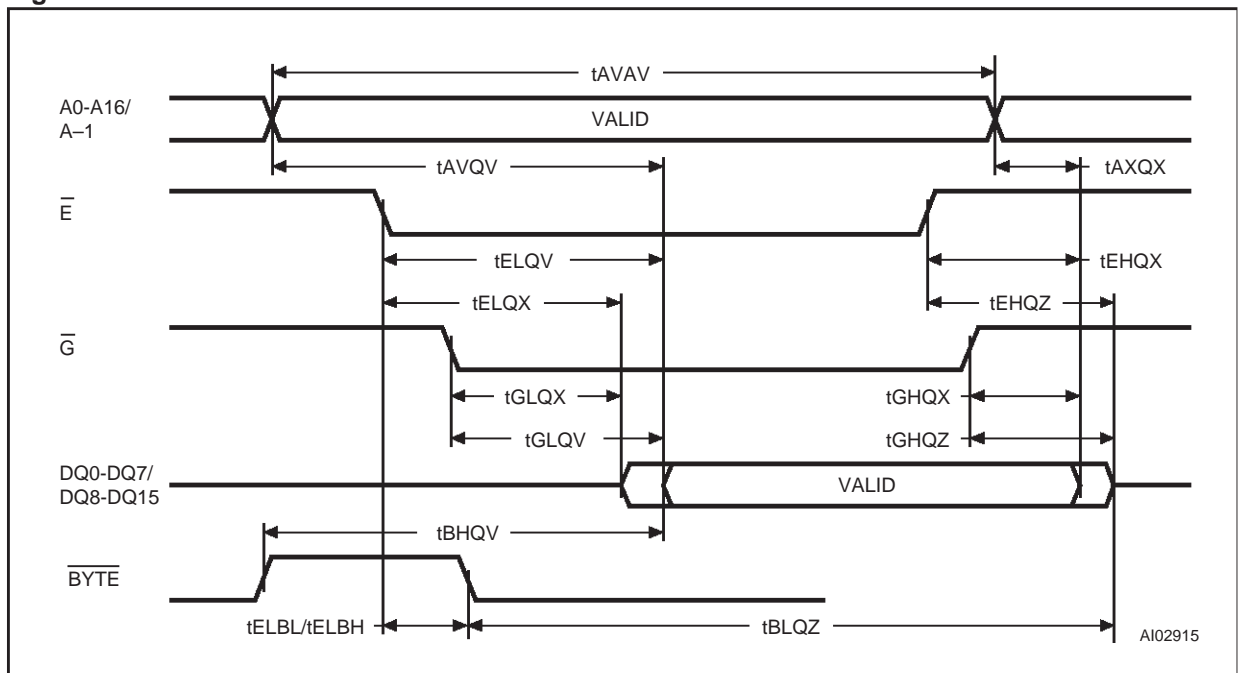 tAVAV
A0-A16/
A–1
VALID
tAVQV
tAXQX
E
tELQV
tEHQX
tELQX
tEHQZ
G
tGLQX
tGHQX
tGLQV
tGHQZ
DQ0-DQ7/
DQ8-DQ15
VALID
tBHQV
BYTE
tELBL/tELBH
tBLQZ
AI02915